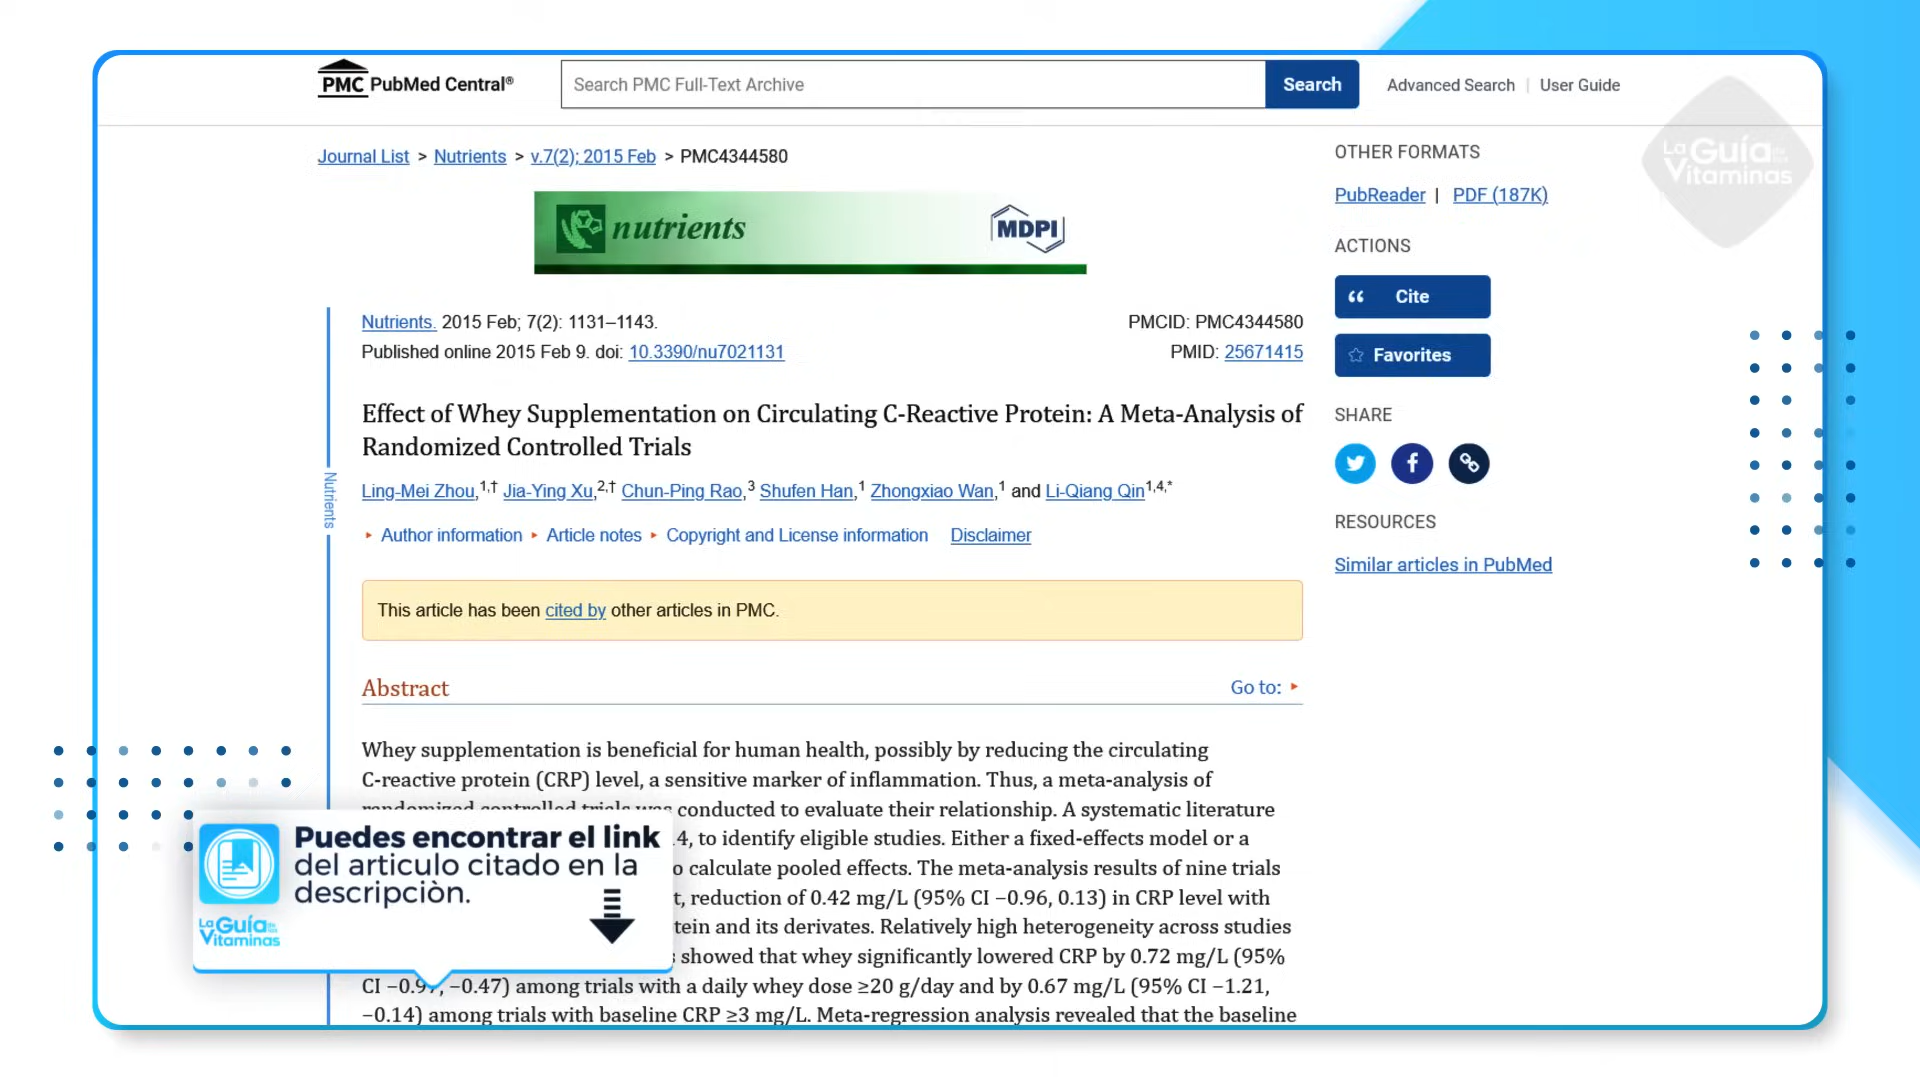 PMC PubMed Central®
Search PMC Full-Text Archive
Search
Advanced Search | User Guide
La Guía de las Vitaminas
Journal List > Nutrients > v.7(2); 2015 Feb > PMC4344580
OTHER FORMATS
PubReader | PDF (187K)
nutrients
MDPI
ACTIONS
Cite
Favorites
Nutrients. 2015 Feb; 7(2): 1131–1143.
PMCID: PMC4344580
Published online 2015 Feb 9. doi: 10.3390/nu7021131
PMID: 25671415
Effect of Whey Supplementation on Circulating C-Reactive Protein: A Meta-Analysis of
Randomized Controlled Trials
SHARE
Nutrients
Ling-Mei Zhou,1,† Jia-Ying Xu,2,† Chun-Ping Rao,3 Shufen Han,1 Zhongxiao Wan,1 and Li-Qiang Qin1,4,*
Author information Article notes Copyright and License information Disclaimer
RESOURCES
Similar articles in PubMed
This article has been cited by other articles in PMC.
Abstract
Go to:
Whey supplementation is beneficial for human health, possibly by reducing the circulating
C-reactive protein (CRP) level, a sensitive marker of inflammation. Thus, a meta-analysis of
randomized controlled trials was conducted to evaluate their relationship. A systematic literature
4, to identify eligible studies. Either a fixed-effects model or a
o calculate pooled effects. The meta-analysis results of nine trials
t, reduction of 0.42 mg/L (95% CI −0.96, 0.13) in CRP level with
tein and its derivates. Relatively high heterogeneity across studies
showed that whey significantly lowered CRP by 0.72 mg/L (95%
CI −0.97, −0.47) among trials with a daily whey dose ≥20 g/day and by 0.67 mg/L (95% CI −1.21,
−0.14) among trials with baseline CRP ≥3 mg/L. Meta-regression analysis revealed that the baseline
Puedes encontrar el link
del articulo citado en la
descripciòn.
La Guía de las Vitaminas